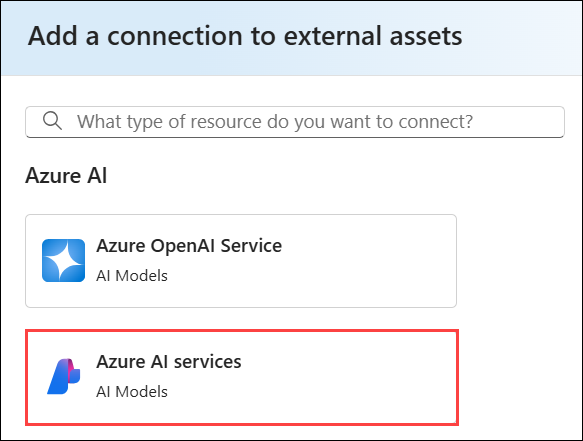 Add a connection to external assets
What type of resource do you want to connect?
Azure AI
Azure OpenAI Service
AI Models
Azure AI services
AI Models